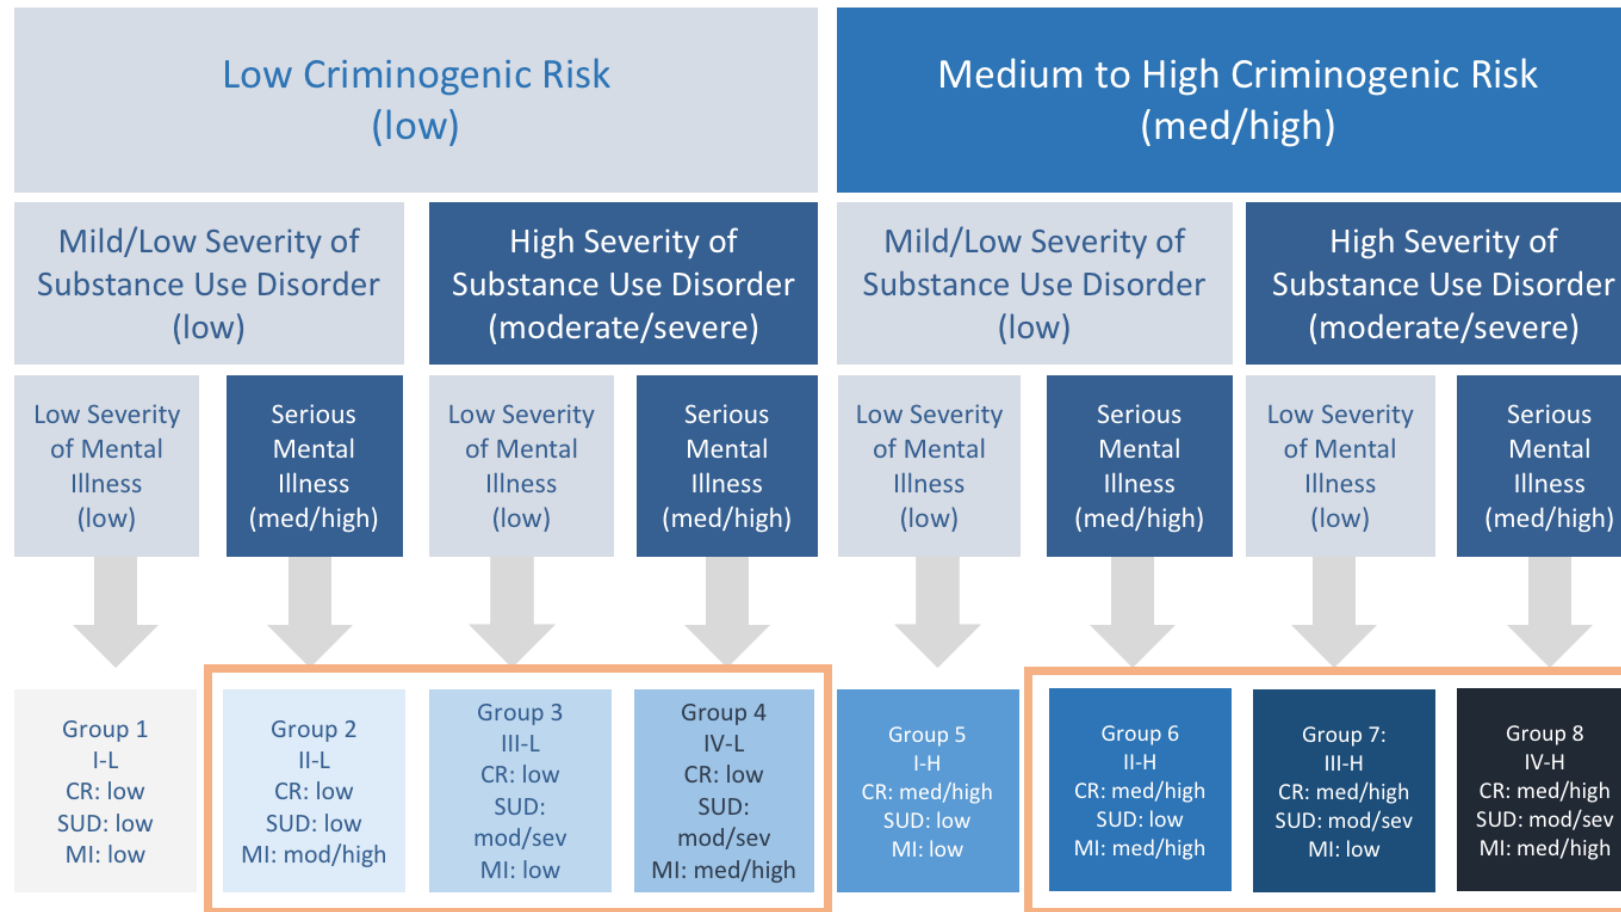 Low Criminogenic Risk
(low)
Medium to High Criminogenic Risk
(med/high)
Mild/Low Severity of
Substance Use Disorder
(low)
High Severity of
Substance Use Disorder
(moderate/severe)
Mild/Low Severity of
Substance Use Disorder
(low)
High Severity of
Substance Use Disorder
(moderate/severe)
Low Severity
of Mental
Illness
(low)
Serious
Mental
Illness
(med/high)
Low Severity
of Mental
Illness
(low)
Serious
Mental
Illness
(med/high)
Low Severity
of Mental
Illness
(low)
Serious
Mental
Illness
(med/high)
Low Severity
of Mental
Illness
(low)
Serious
Mental
Illness
(med/high)
Group 1
I-L
CR: low
SUD: low
MI: low
Group 2
II-L
CR: low
SUD: low
MI: mod/high
Group 3
III-L
CR: low
SUD:
mod/sev
MI: low
Group 4
IV-L
CR: low
SUD:
mod/sev
MI: med/high
Group 5
I-H
CR: med/high
SUD: low
MI: low
Group 6
II-H
CR: med/high
SUD: low
MI: med/high
Group 7:
III-H
CR: med/high
SUD: mod/sev
MI: low
Group 8
IV-H
CR: med/high
SUD: mod/sev
MI: med/high